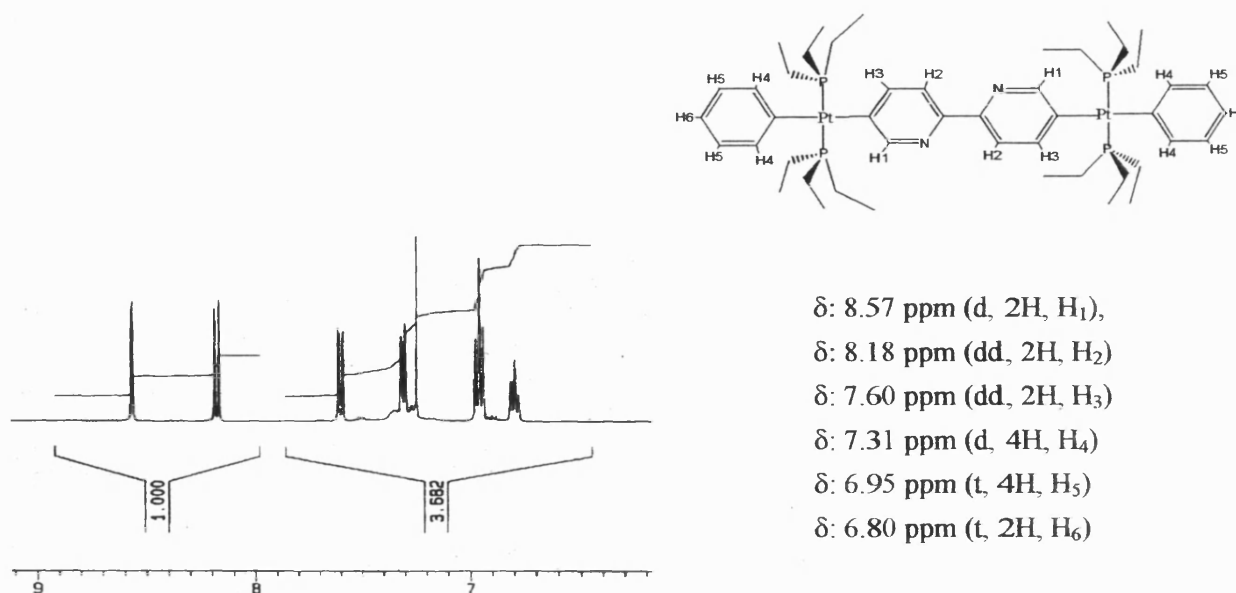 H5 H4 P H3 H2 N H1 P H4 H5
H6 Pt Pt H
H5 H4 P H1 N H2 H3 P H4 H5
δ: 8.57 ppm (d, 2H, H₁),
δ: 8.18 ppm (dd, 2H, H₂)
δ: 7.60 ppm (dd, 2H, H₃)
δ: 7.31 ppm (d, 4H, H₄)
δ: 6.95 ppm (t, 4H, H₅)
δ: 6.80 ppm (t, 2H, H₆)
1.000
3.682
9 8 7